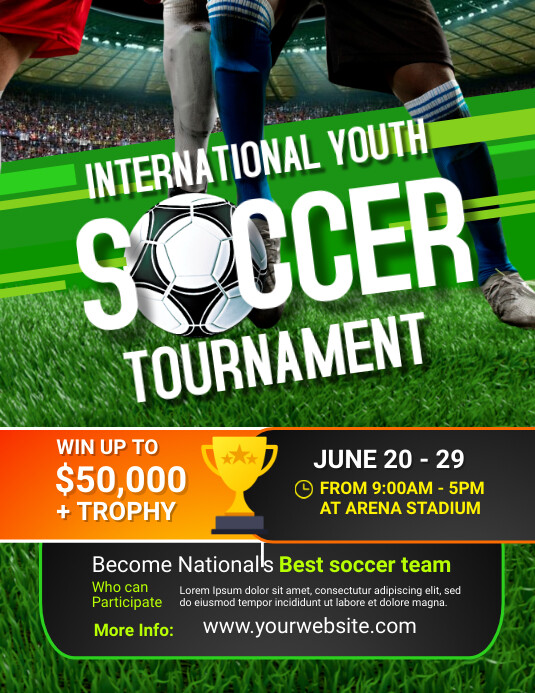 INTERNATIONAL YOUTH
SOCCER
TOURNAMENT
WIN UP TO
$50,000
+ TROPHY
JUNE 20 - 29
FROM 9:00AM - 5PM
AT ARENA STADIUM
Become National's Best soccer team
Who can
Participate
Lorem Ipsum dolor sit amet, consectutur adipiscing elit, sed
do eiusmod tempor incididunt ut labore et dolore magna.
More Info: www.yourwebsite.com